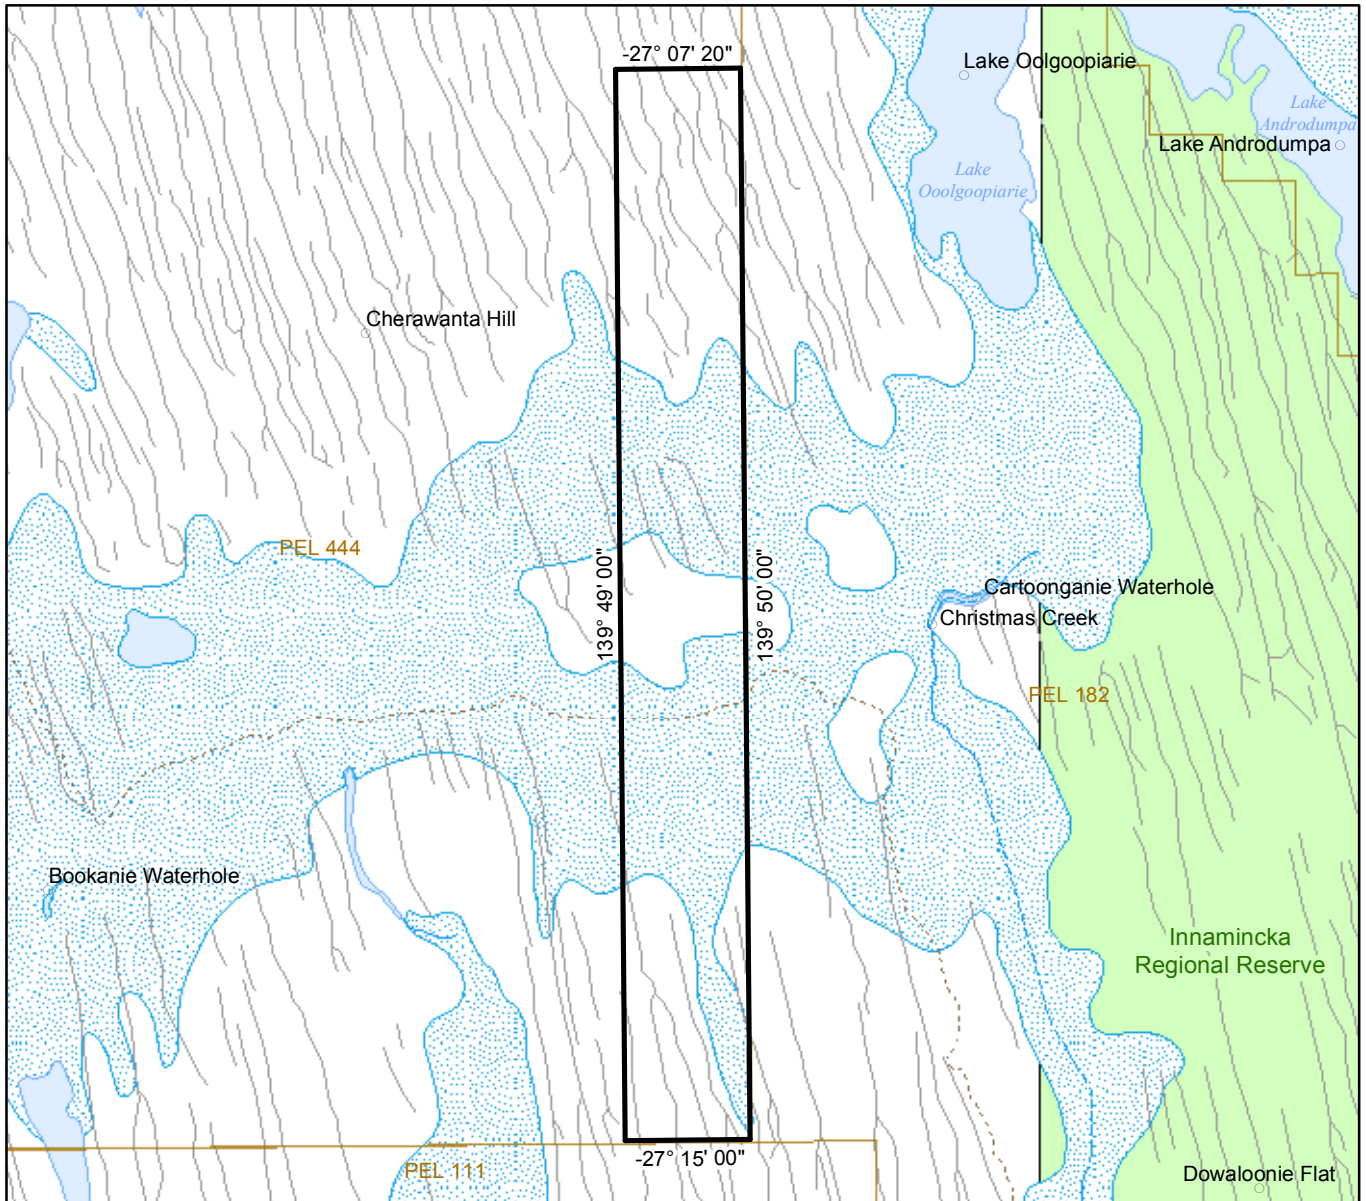 -27° 07' 20"
Lake Oolgoopiarie
Lake
Androdumpa
Lake Androdumpa
Lake
Ooolgoopiarie
Cherawanta Hill
PEL 444
139° 49' 00"
139° 50' 00"
Cartoonganie Waterhole
Christmas Creek
PEL 182
Bookanie Waterhole
Innamincka
Regional Reserve
-27° 15' 00"
PEL 111
Dowaloonie Flat